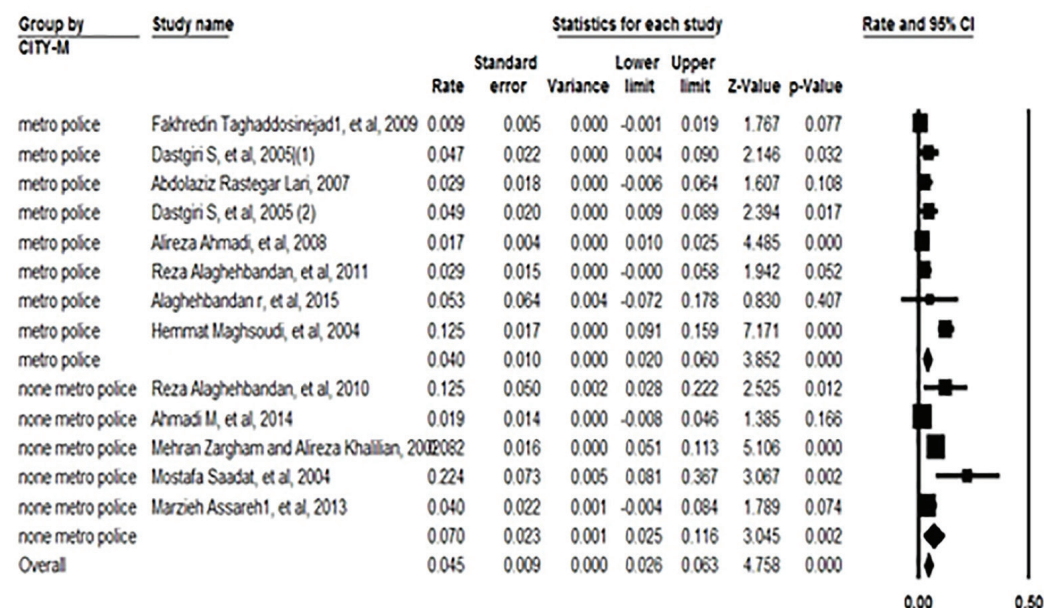 Group by Study name Statistics for each study Rate and 95% CI
CITY-M
Standard Lower Upper
Rate error Variance limit limit Z-Value p-Value
metro police Fakhredin Taghaddosinejad1, et al, 2009 0.009 0.005 0.000 -0.001 0.019 1.767 0.077
metro police Dastgiri S, et al, 2005|(1) 0.047 0.022 0.000 0.004 0.090 2.146 0.032
metro police Abdolaziz Rastegar Lari, 2007 0.029 0.018 0.000 -0.006 0.064 1.607 0.108
metro police Dastgiri S, et al, 2005 (2) 0.049 0.020 0.000 0.009 0.089 2.394 0.017
metro police Alireza Ahmadi, et al, 2008 0.017 0.004 0.000 0.010 0.025 4.485 0.000
metro police Reza Alaghehbandan, et al, 2011 0.029 0.015 0.000 -0.000 0.058 1.942 0.052
metro police Alaghehbandan r, et al, 2015 0.053 0.064 0.004 -0.072 0.178 0.830 0.407
metro police Hemmat Maghsoudi, et al, 2004 0.125 0.017 0.000 0.091 0.159 7.171 0.000
metro police 0.040 0.010 0.000 0.020 0.060 3.852 0.000
none metro police Reza Alaghehbandan, et al, 2010 0.125 0.050 0.002 0.028 0.222 2.525 0.012
none metro police Ahmadi M, et al, 2014 0.019 0.014 0.000 -0.008 0.046 1.385 0.166
none metro police Mehran Zargham and Alireza Khalilian, 0.016 0.000 0.051 0.113 5.106 0.000
none metro police Mostafa Saadat, et al, 2004 0.224 0.073 0.005 0.081 0.367 3.067 0.002
none metro police Marzieh Assareh1, et al, 2013 0.040 0.022 0.001 -0.004 0.084 1.789 0.074
none metro police 0.070 0.023 0.001 0.025 0.116 3.045 0.002
Overall 0.045 0.009 0.000 0.026 0.063 4.758 0.000
0.00 0.50